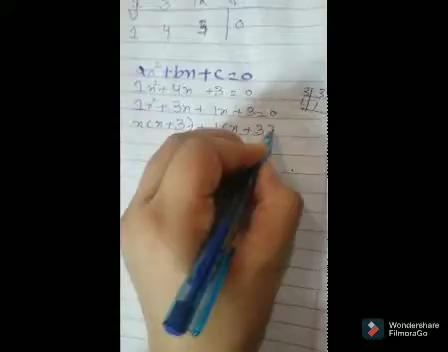 1 4 3 0
ax²+bx+c=0
1x²+4x +3=0
1x²+3x+1x+3=0
x(x+3)+1(x+3)
Wondershare
FilmoraGo